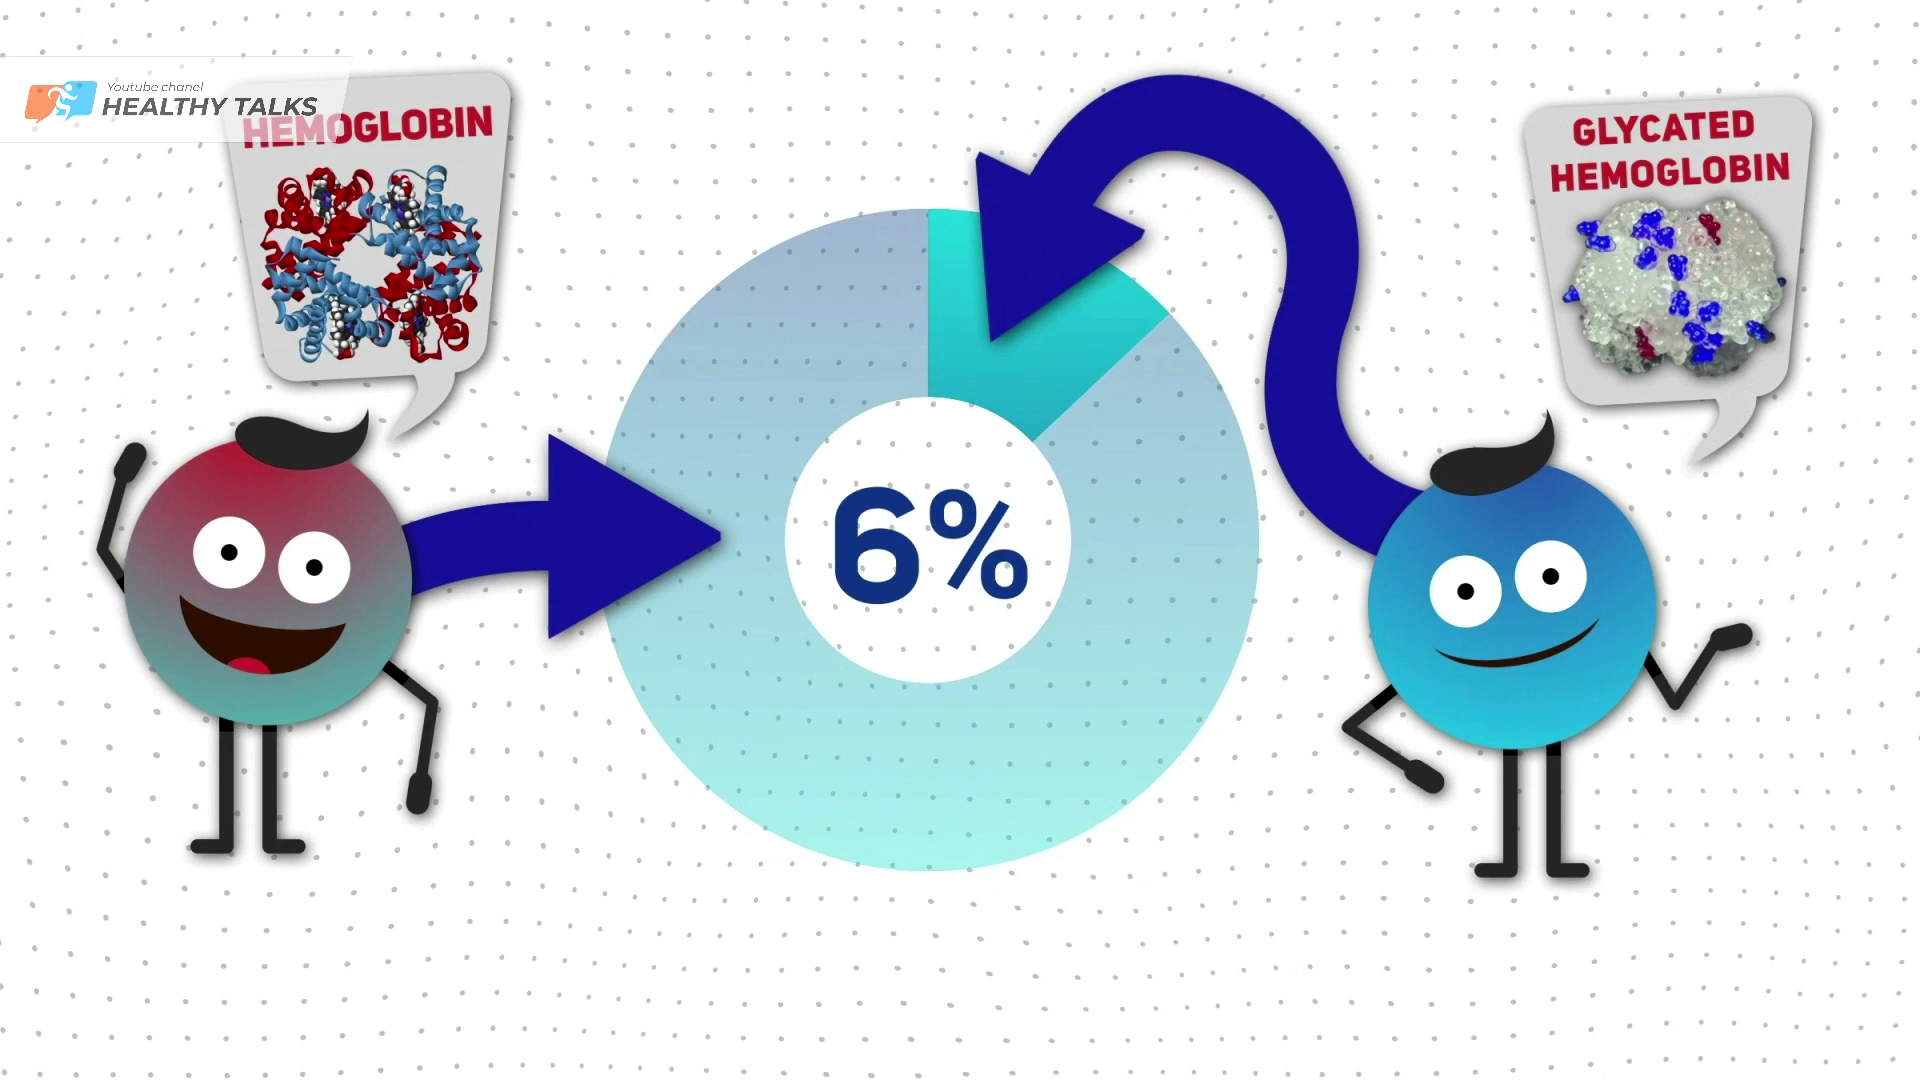 Youtube chanel
HEALTHY TALKS
HEMOGLOBIN
GLYCATED
HEMOGLOBIN
6%